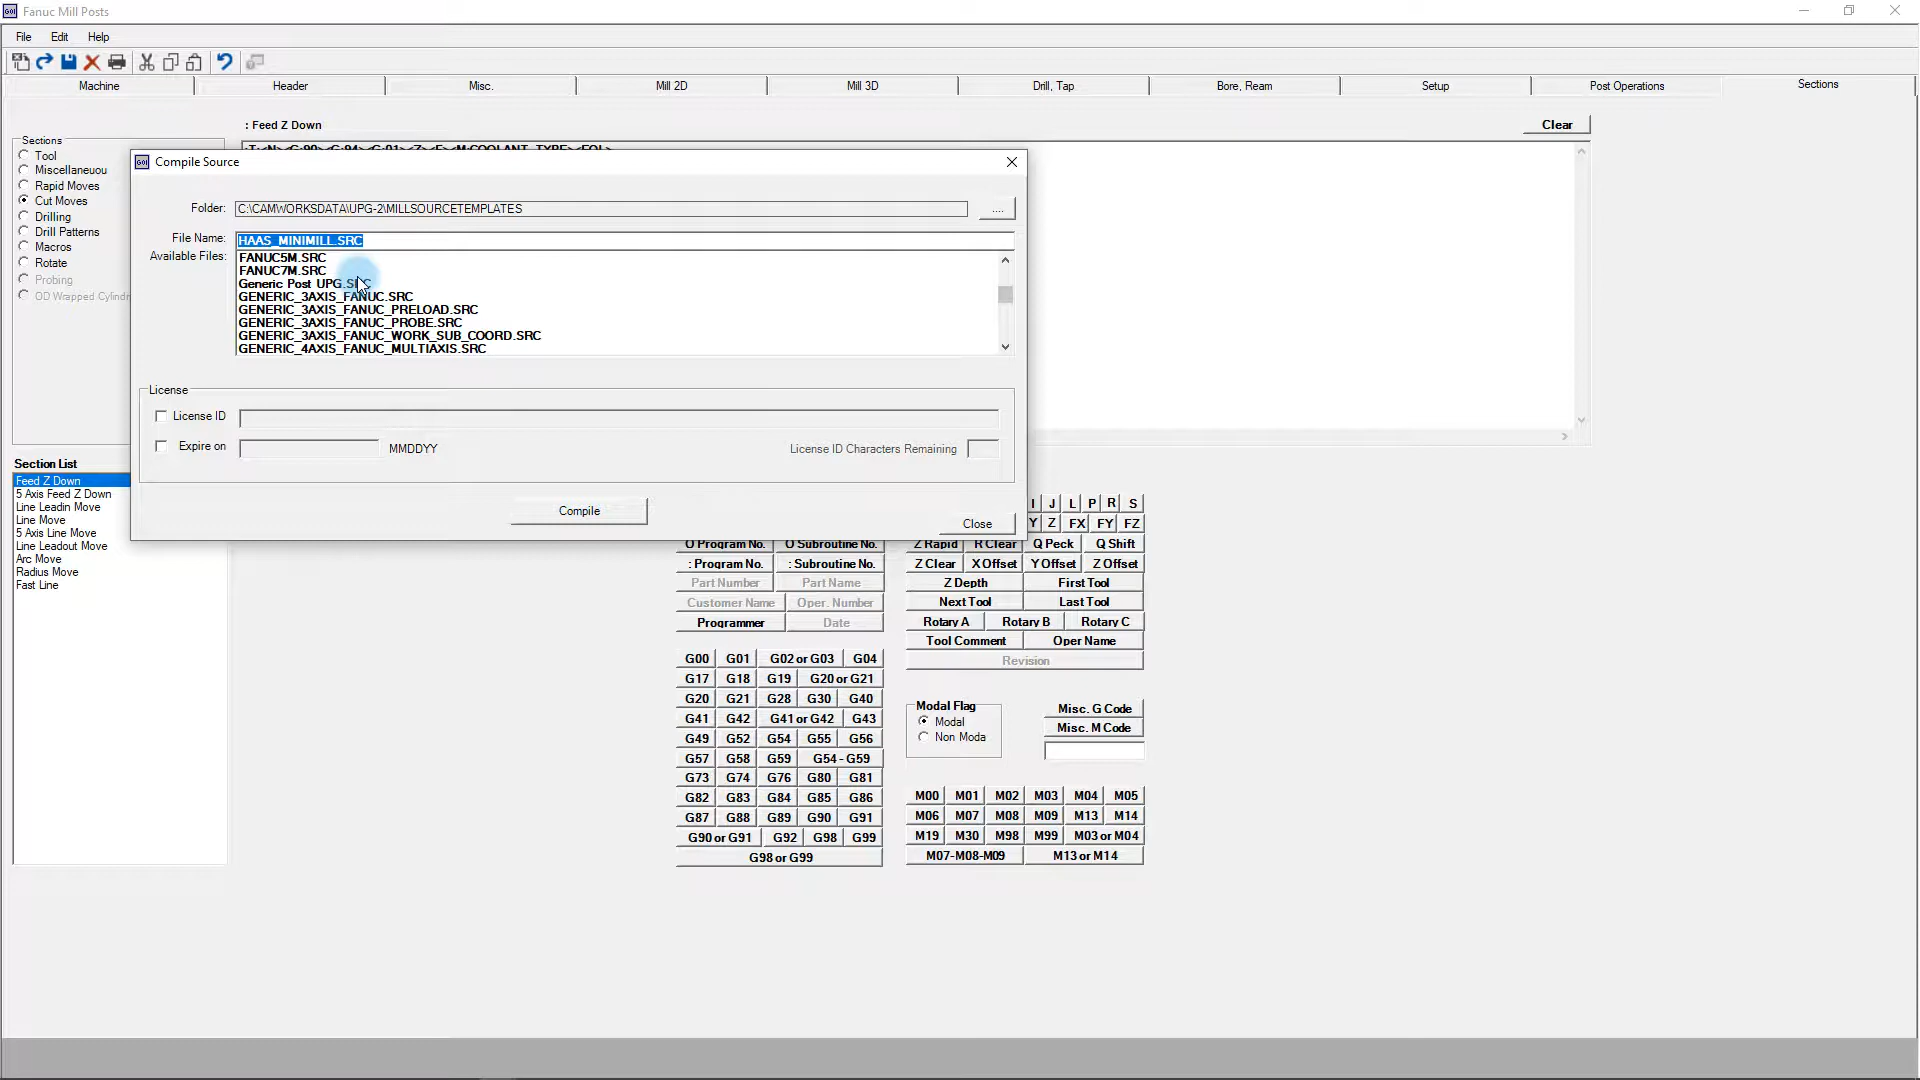 GOI Fanuc Mill Posts
File Edit Help
Machine Header Misc. Mill 2D Mill 3D Drill, Tap Bore, Ream Setup Post Operations Sections
: Feed Z Down Clear
Sections
Tool
Miscellaneuou
Rapid Moves
Cut Moves
Drilling
Drill Patterns
Macros
Rotate
Probing
OD Wrapped Cylindr
Compile Source
Folder: C:\CAMWORKSDATA\UPG-2\MILLSOURCETEMPLATES ....
File Name: HAAS_MINIMILL.SRC
Available Files: FANUC5M.SRC
FANUC7M.SRC
Generic Post UPG.SRC
GENERIC_3AXIS_FANUC.SRC
GENERIC_3AXIS_FANUC_PRELOAD.SRC
GENERIC_3AXIS_FANUC_PROBE.SRC
GENERIC_3AXIS_FANUC_WORK_SUB_COORD.SRC
GENERIC_4AXIS_FANUC_MULTIAXIS.SRC
License
License ID
Expire on MMDDYY License ID Characters Remaining
Compile
Close
Section List
Feed Z Down
5 Axis Feed Z Down
Line Leadin Move
Line Move
5 Axis Line Move
Line Leadout Move
Arc Move
Radius Move
Fast Line
I J L P R S
Y Z FX FY FZ
O Program No. O Subroutine No. Z Rapid R Clear Q Peck Q Shift
: Program No. : Subroutine No. Z Clear X Offset Y Offset Z Offset
Part Number Part Name Z Depth First Tool
Customer Name Oper. Number Next Tool Last Tool
Programmer Date Rotary A Rotary B Rotary C
Tool Comment Oper Name
Revision
G00 G01 G02 or G03 G04
G17 G18 G19 G20 or G21
G20 G21 G28 G30 G40
G41 G42 G41 or G42 G43
G49 G52 G54 G55 G56
G57 G58 G59 G54 - G59
G73 G74 G76 G80 G81
G82 G83 G84 G85 G86
G87 G88 G89 G90 G91
G90 or G91 G92 G98 G99
G98 or G99
Modal Flag
Modal
Non Moda
Misc. G Code
Misc. M Code
M00 M01 M02 M03 M04 M05
M06 M07 M08 M09 M13 M14
M19 M30 M98 M99 M03 or M04
M07-M08-M09 M13 or M14